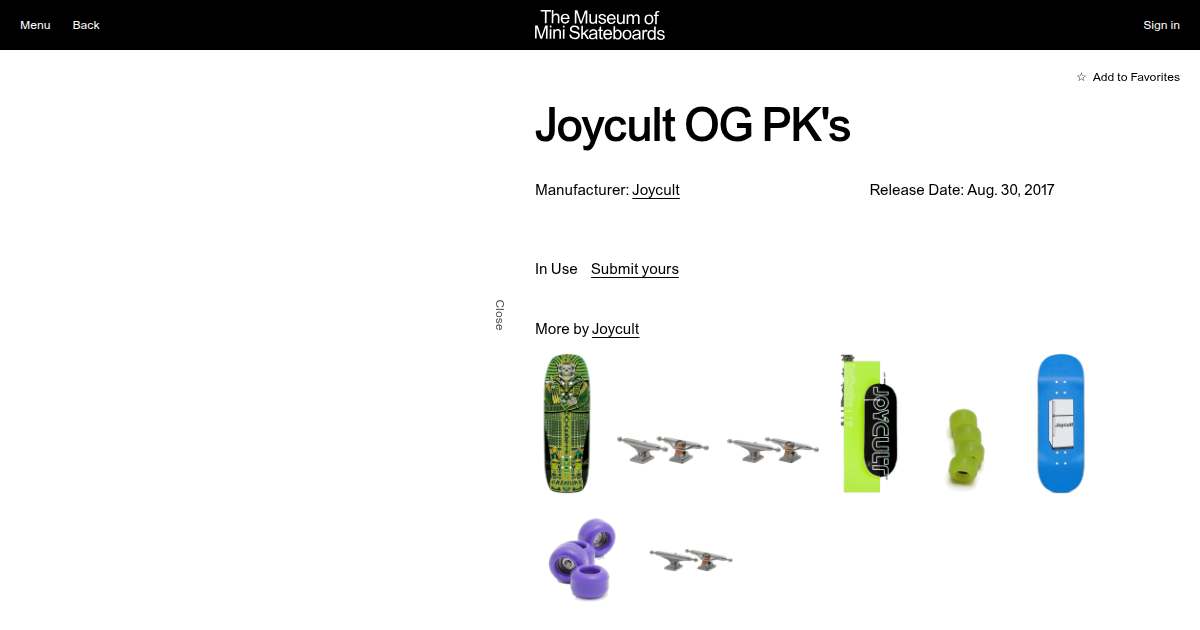 Menu
Back
The Museum of
Mini Skateboards
Sign in
☆ Add to Favorites
Joycult OG PK's
Manufacturer: Joycult
Release Date: Aug. 30, 2017
In Use Submit yours
Close
More by Joycult
JOYCULT
Joycult